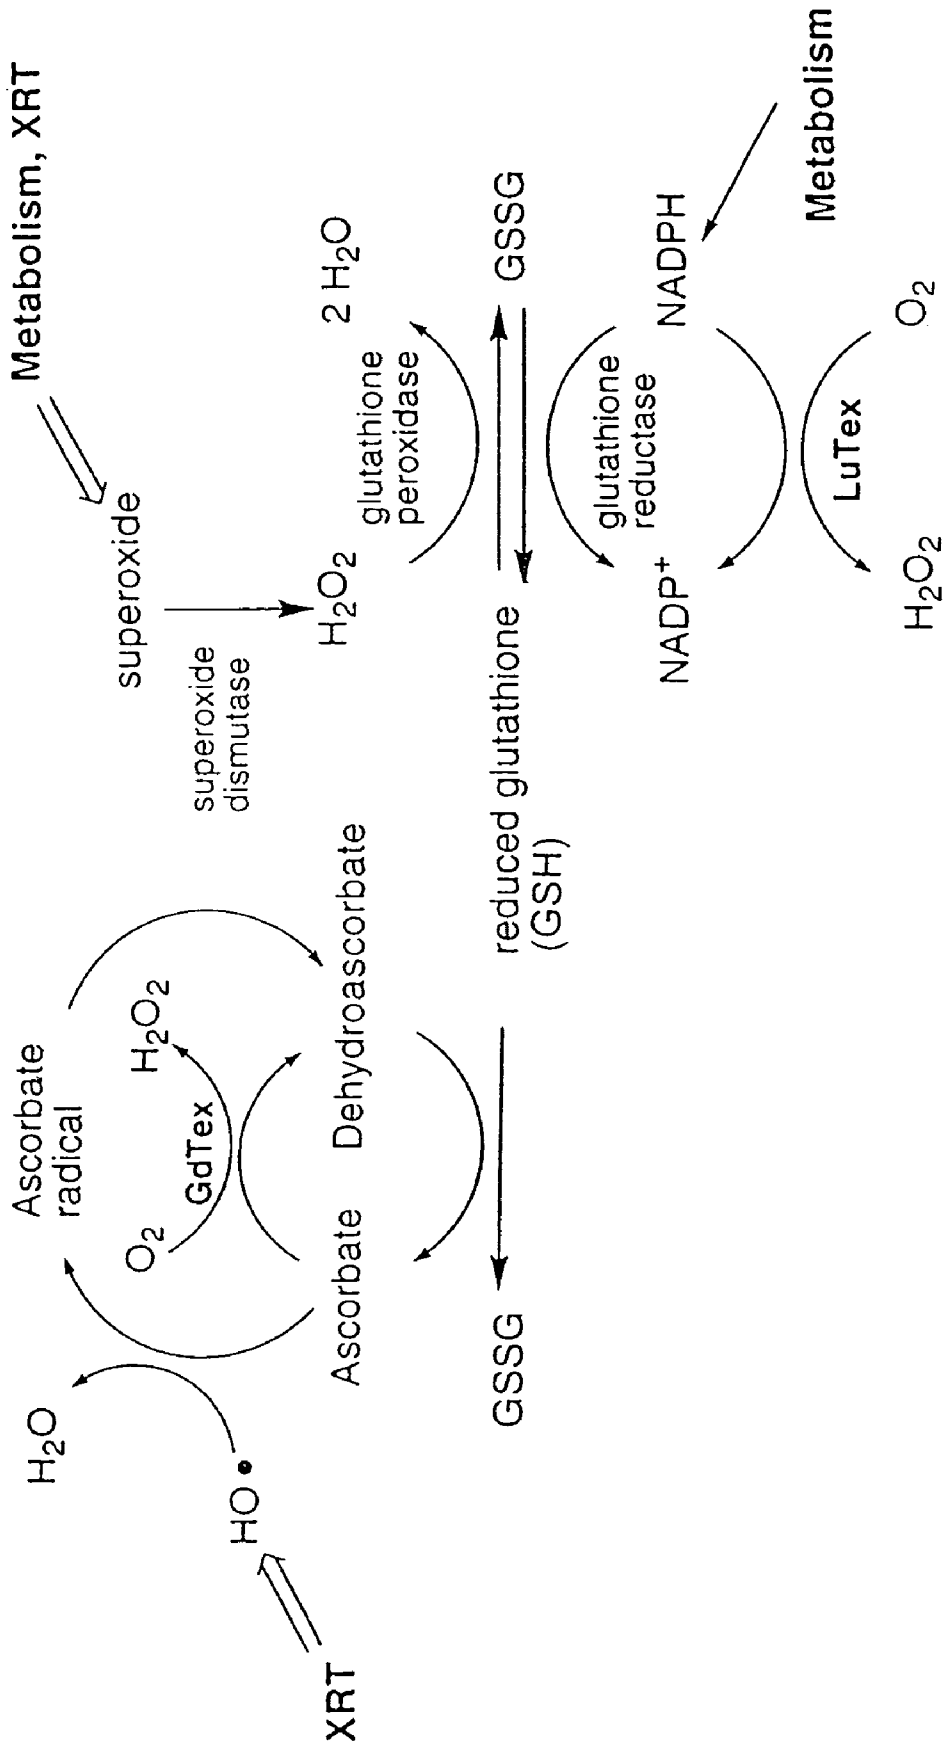 Metabolism, XRT
superoxide
superoxide
dismutase
H₂O₂
glutathione
peroxidase
2 H₂O
Ascorbate
radical
H₂O
HO•
XRT
O₂
GdTex
H₂O₂
Ascorbate
Dehydroascorbate
GSSG
reduced glutathione
(GSH)
GSSG
glutathione
reductase
NADP⁺
NADPH
Metabolism
LuTex
H₂O₂
O₂